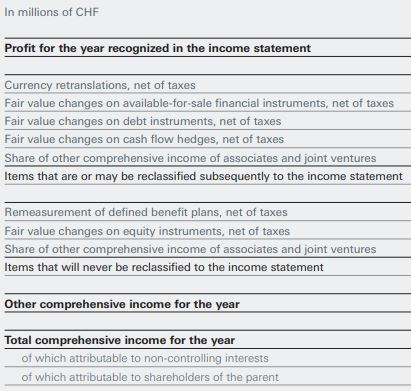 In millions of CHF
Profit for the year recognized in the income statement
Currency retranslations, net of taxes
Fair value changes on available-for-sale financial instruments, net of taxes
Fair value changes on debt instruments, net of taxes
Fair value changes on cash flow hedges, net of taxes
Share of other comprehensive income of associates and joint ventures
Items that are or may be reclassified subsequently to the income statement
Remeasurement of defined benefit plans, net of taxes
Fair value changes on equity instruments, net of taxes
Share of other comprehensive income of associates and joint ventures
Items that will never be reclassified to the income statement
Other comprehensive income for the year
Total comprehensive income for the year
of which attributable to non-controlling interests
of which attributable to shareholders of the parent